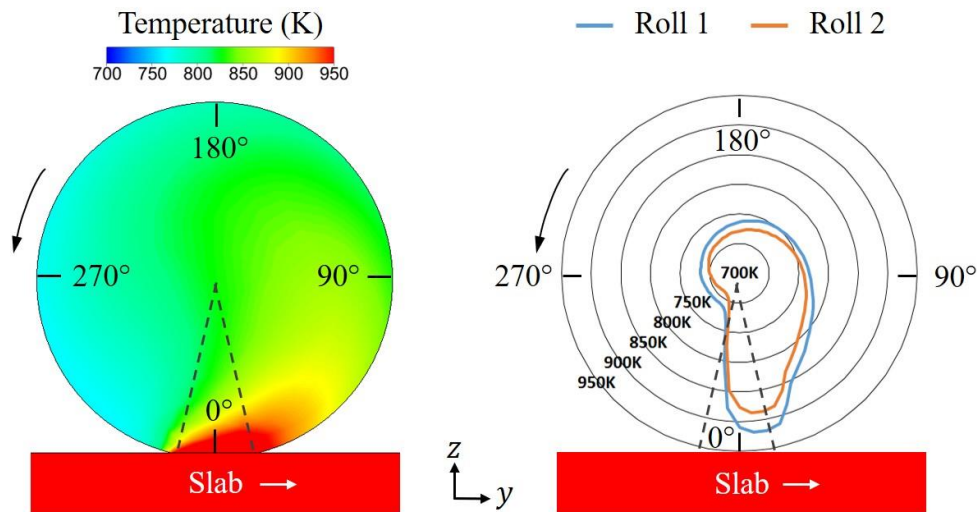 Temperature (K)
700 750 800 850 900 950
180°
270°
90°
0°
Slab
z
y
Roll 1
Roll 2
180°
270°
90°
700K
750K
800K
850K
900K
950K
0°
Slab